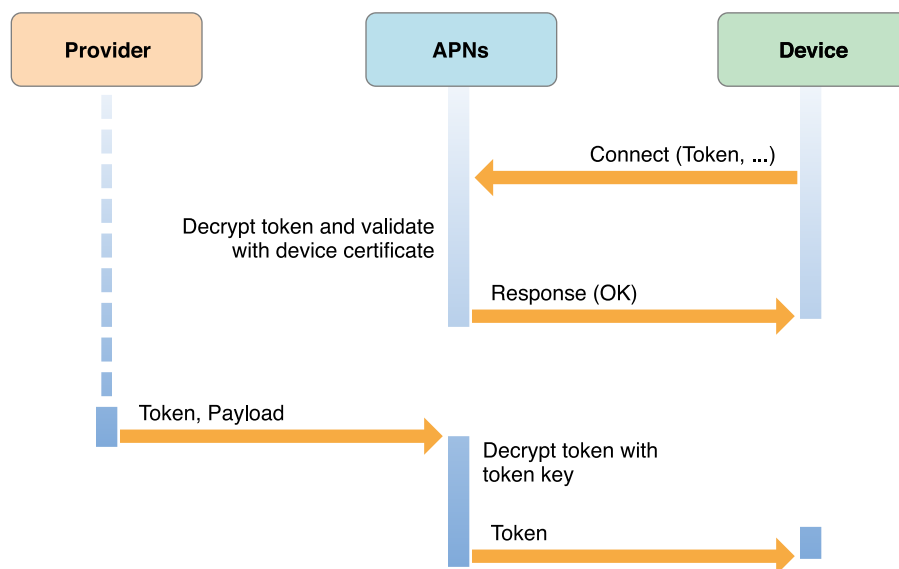 Provider
APNs
Device
Connect (Token, ...)
Decrypt token and validate
with device certificate
Response (OK)
Token, Payload
Decrypt token with
token key
Token